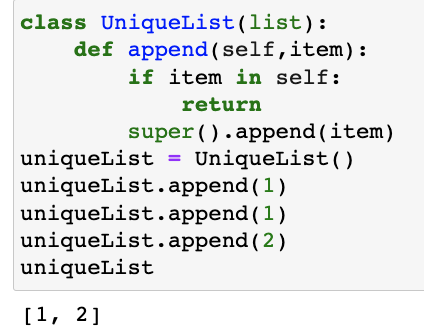 class UniqueList(list):
    def append(self,item):
        if item in self:
            return
        super().append(item)
uniqueList = UniqueList()
uniqueList.append(1)
uniqueList.append(1)
uniqueList.append(2)
uniqueList
[1, 2]